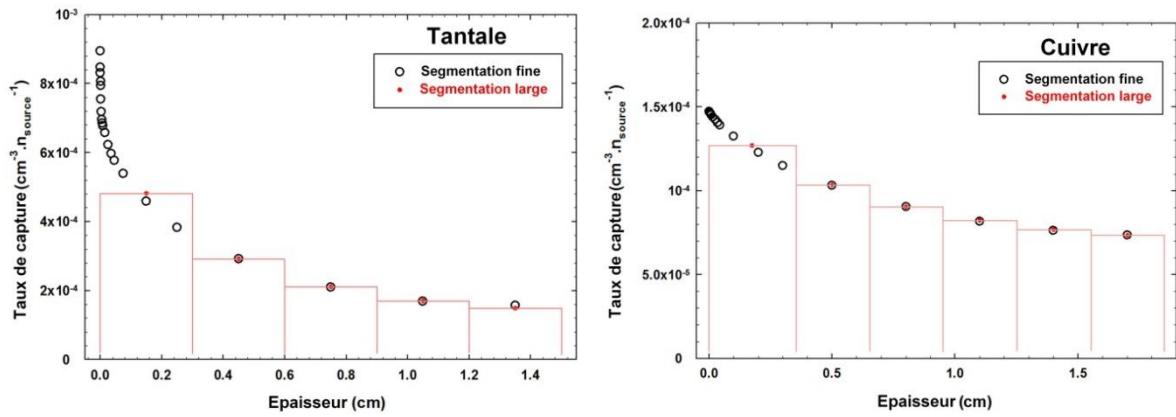 Tantale
Segmentation fine
Segmentation large
Taux de capture (cm⁻³.n_source⁻¹)
10⁻³
8x10⁻⁴
6x10⁻⁴
4x10⁻⁴
2x10⁻⁴
0
0.0 0.2 0.4 0.6 0.8 1.0 1.2 1.4
Epaisseur (cm)
Cuivre
Segmentation fine
Segmentation large
Taux de capture (cm⁻³.n_source⁻¹)
2.0x10⁻⁴
1.5x10⁻⁴
10⁻⁴
5.0x10⁻⁵
0
0.0 0.5 1.0 1.5
Epaisseur (cm)